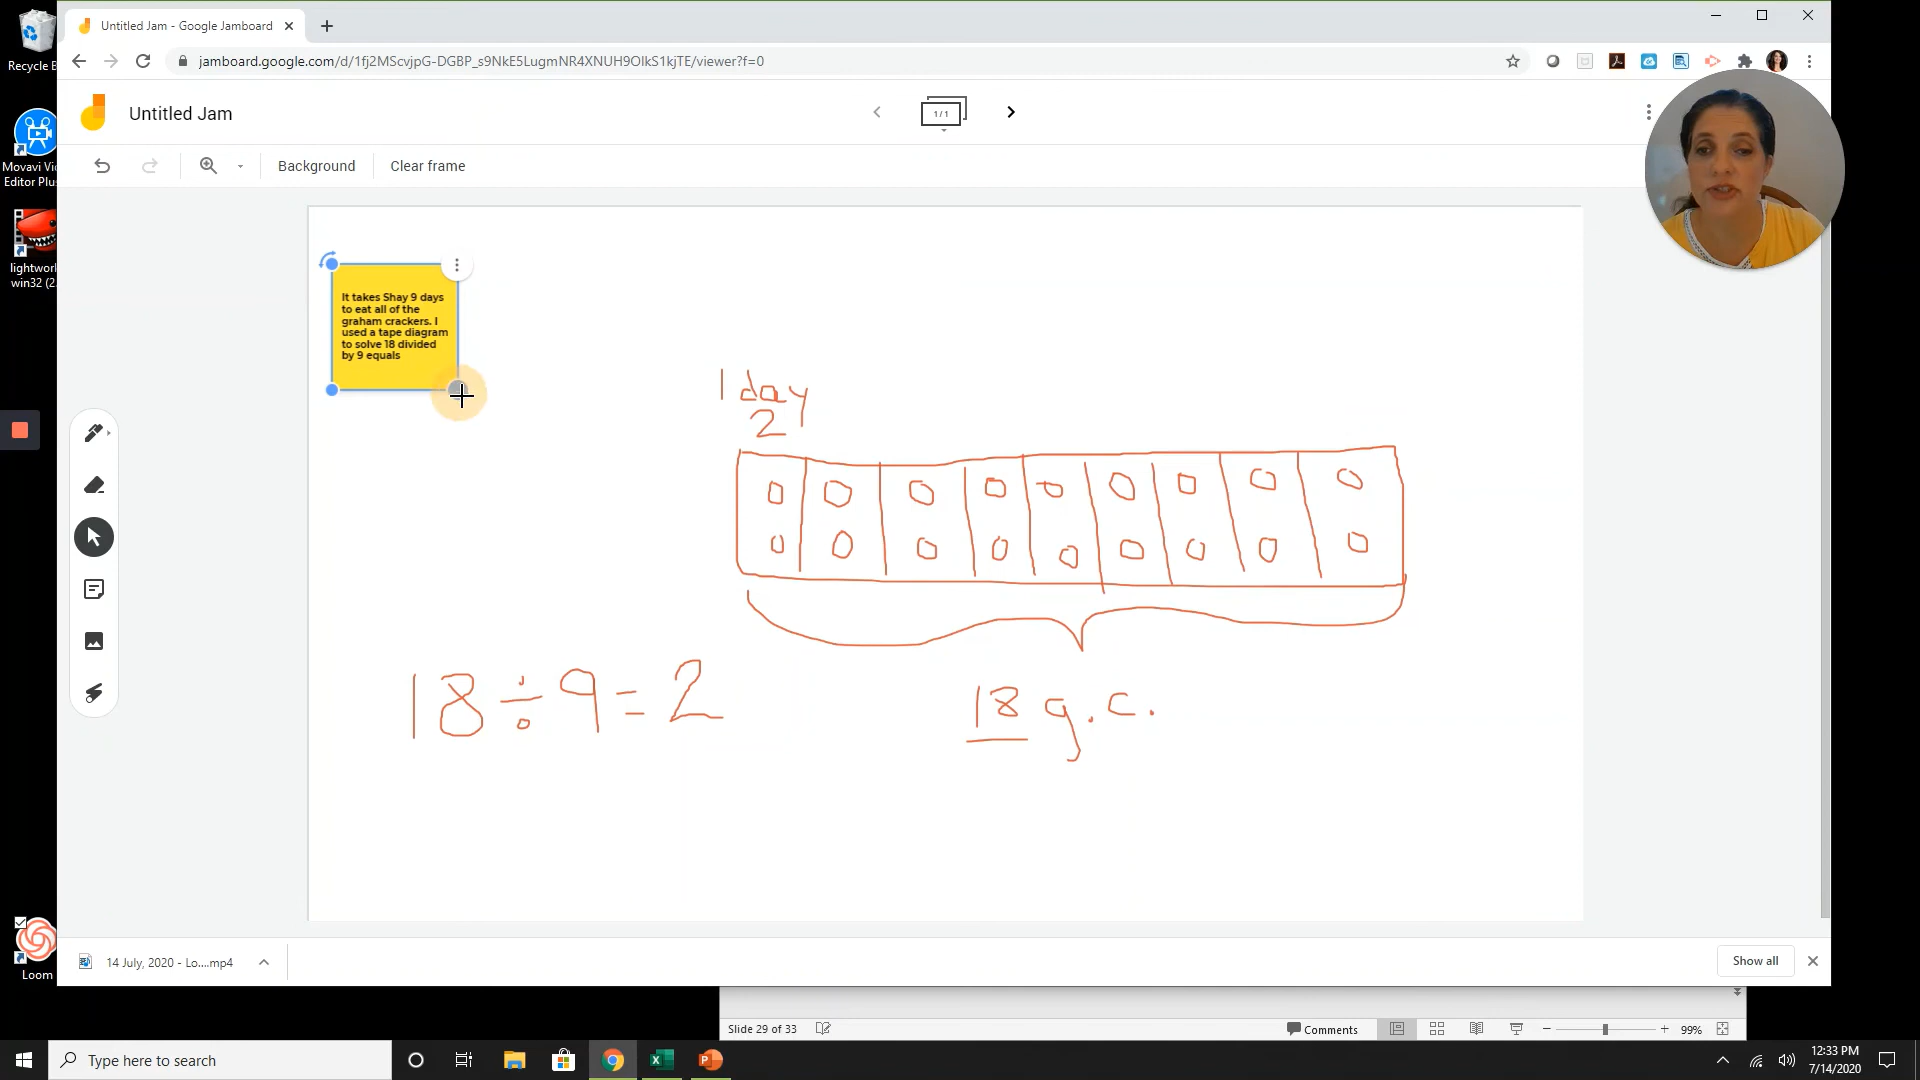 Recycle B
Movavi Vi
Editor Plus
lightwork
win32 (2.
Loom
Untitled Jam - Google Jamboard
jamboard.google.com/d/1fj2MScvjpG-DGBP_s9NkE5LugmNR4XNUH9OIkS1kjTE/viewer?f=0
Untitled Jam
1/1
Background
Clear frame
It takes Shay 9 days
to eat all of the
graham crackers. I
used a tape diagram
to solve 18 divided
by 9 equals
1 day
2
18 ÷ 9 = 2
18 g.c.
14 July, 2020 - Lo....mp4
Show all
Slide 29 of 33
Comments
99%
Type here to search
12:33 PM
7/14/2020